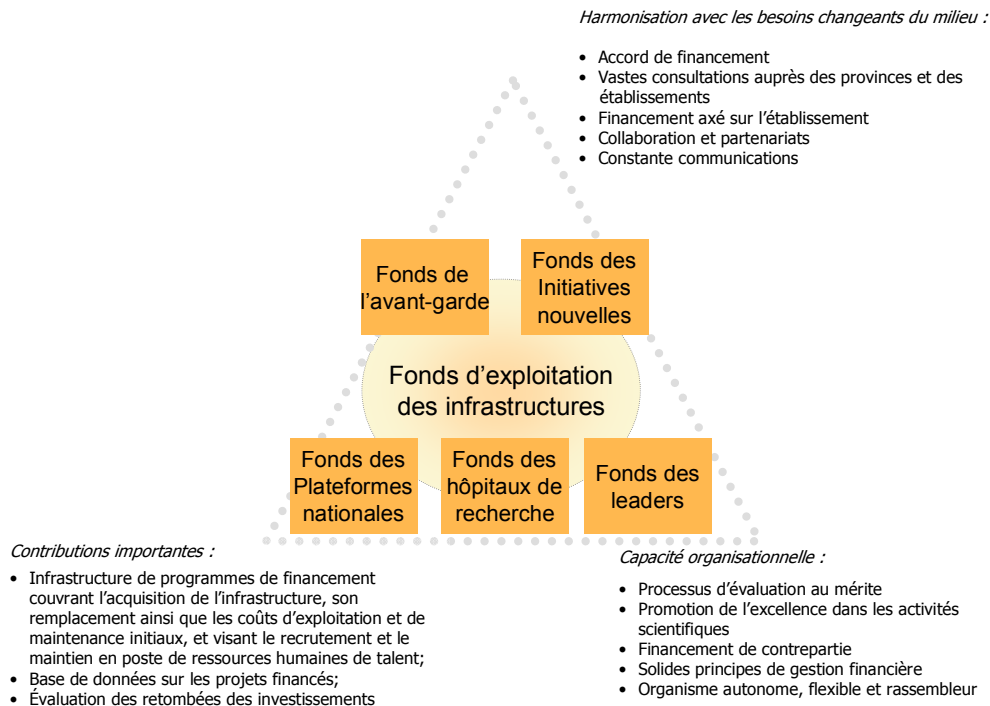 Harmonisation avec les besoins changeants du milieu :
• Accord de financement
• Vastes consultations auprès des provinces et des
établissements
• Financement axé sur l'établissement
• Collaboration et partenariats
• Constante communications
Fonds de
l'avant-garde
Fonds des
Initiatives
nouvelles
Fonds d'exploitation
des infrastructures
Fonds des
Plateformes
nationales
Fonds des
hôpitaux de
recherche
Fonds des
leaders
Contributions importantes :
• Infrastructure de programmes de financement
couvrant l'acquisition de l'infrastructure, son
remplacement ainsi que les coûts d'exploitation et de
maintenance initiaux, et visant le recrutement et le
maintien en poste de ressources humaines de talent;
• Base de données sur les projets financés;
• Évaluation des retombées des investissements
Capacité organisationnelle :
• Processus d'évaluation au mérite
• Promotion de l'excellence dans les activités
scientifiques
• Financement de contrepartie
• Solides principes de gestion financière
• Organisme autonome, flexible et rassembleur